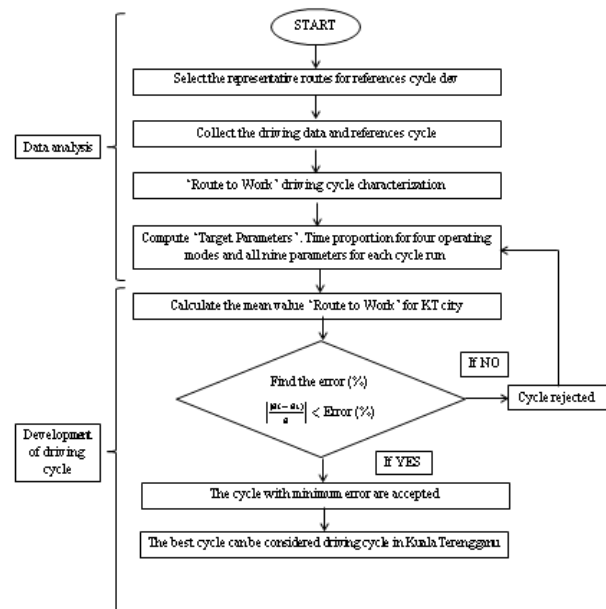 START
Select the representative routes for references cycle dev
Collect the driving data and references cycle
Data analysis
'Route to Work' driving cycle characterization
Compute 'Target Parameters'. Time proportion for four operating
modes and all nine parameters for each cycle run
Calculate the mean value 'Route to Work' for KT city
If NO
Find the error (%)
Cycle rejected
< Error (%)
Development
of driving
cycle
If YES
The cycle with minimum error are accepted
The best cycle can be considered driving cycle in Kuala Terengganu